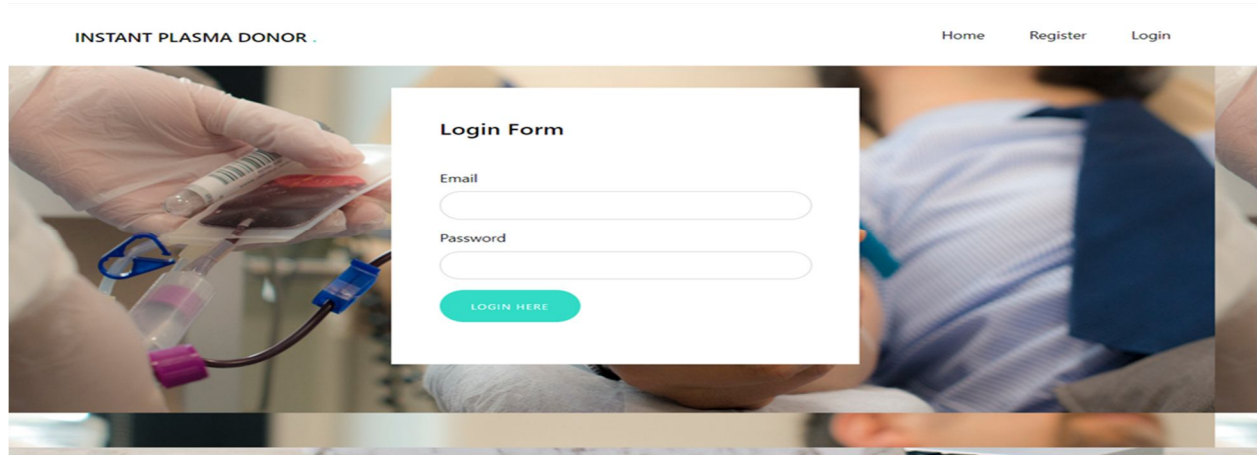 INSTANT PLASMA DONOR .
Home Register Login
Login Form
Email
Password
LOGIN HERE